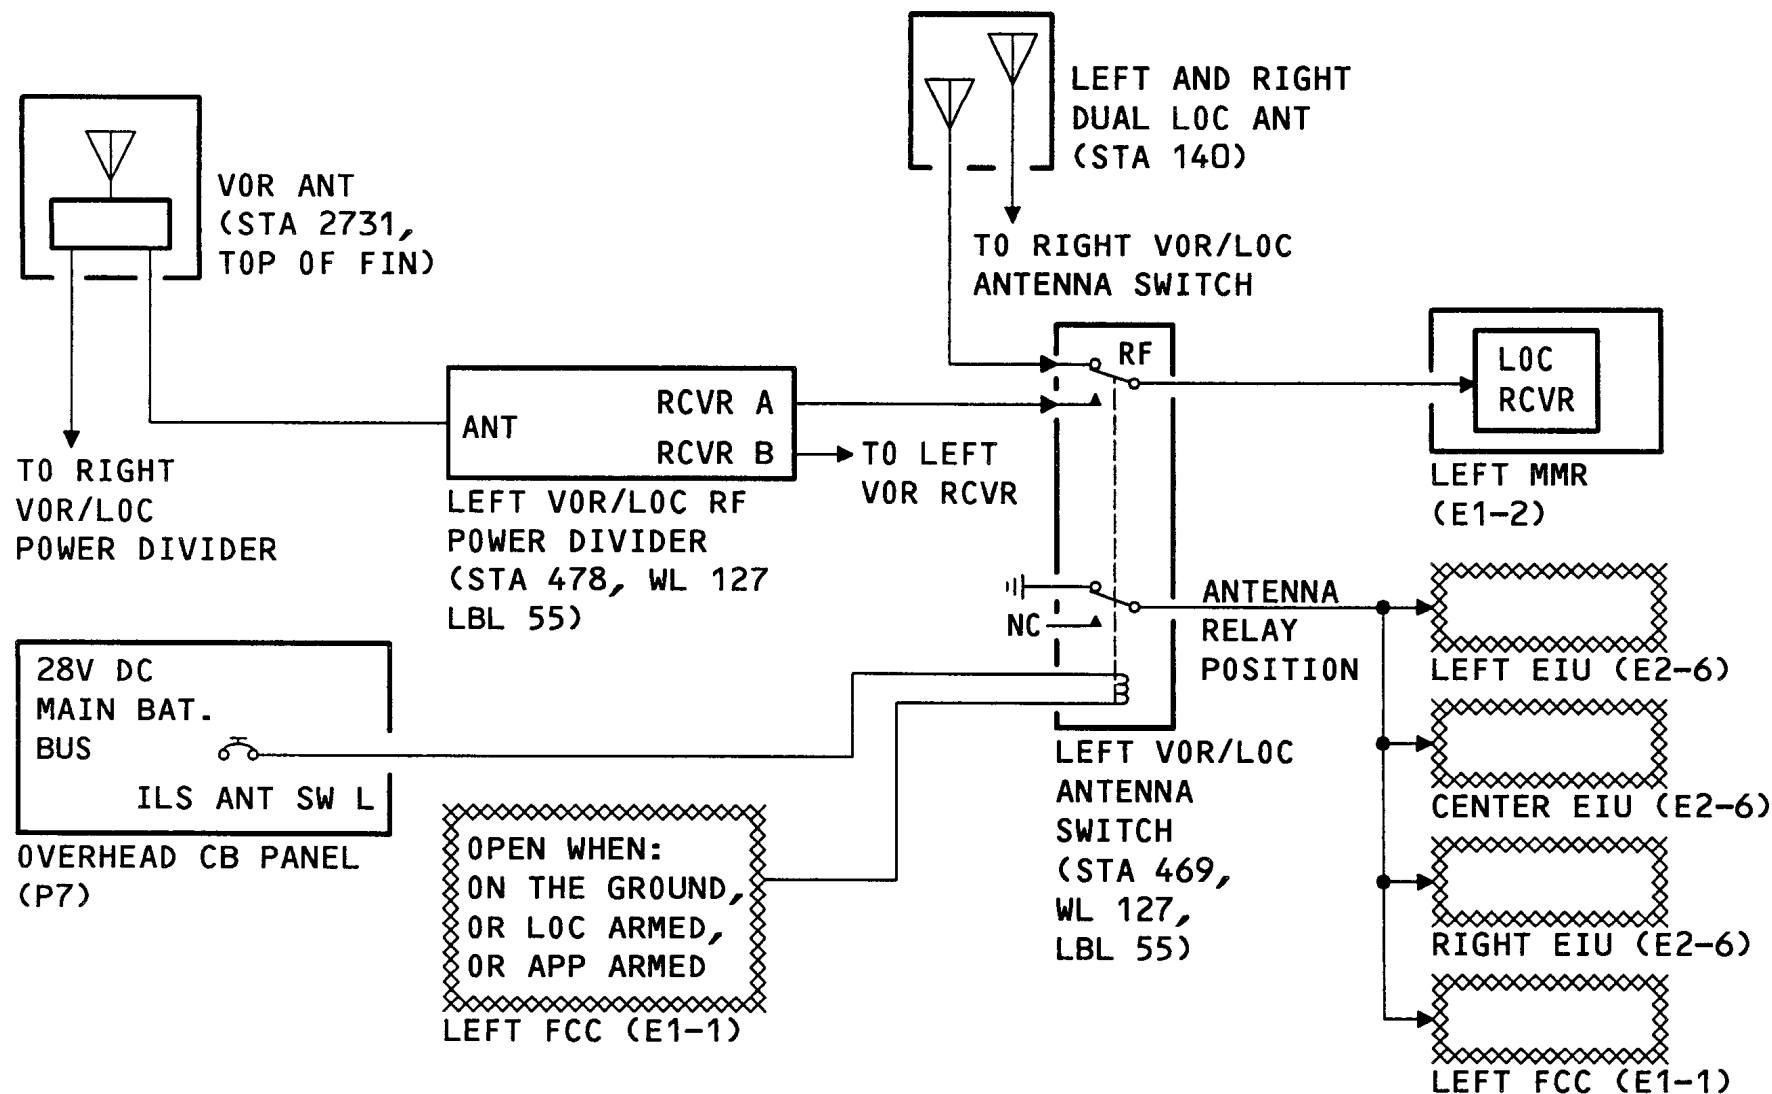 LEFT AND RIGHT
DUAL LOC ANT
(STA 140)
VOR ANT
(STA 2731,
TOP OF FIN)
TO RIGHT VOR/LOC
ANTENNA SWITCH
TO RIGHT
VOR/LOC
POWER DIVIDER
ANT
RCVR A
RCVR B
TO LEFT
VOR RCVR
LEFT VOR/LOC RF
POWER DIVIDER
(STA 478, WL 127
LBL 55)
RF
LOC
RCVR
LEFT MMR
(E1-2)
NC
ANTENNA
RELAY
POSITION
LEFT EIU (E2-6)
CENTER EIU (E2-6)
RIGHT EIU (E2-6)
LEFT FCC (E1-1)
28V DC
MAIN BAT.
BUS
ILS ANT SW L
OVERHEAD CB PANEL
(P7)
OPEN WHEN:
ON THE GROUND,
OR LOC ARMED,
OR APP ARMED
LEFT FCC (E1-1)
LEFT VOR/LOC
ANTENNA
SWITCH
(STA 469,
WL 127,
LBL 55)